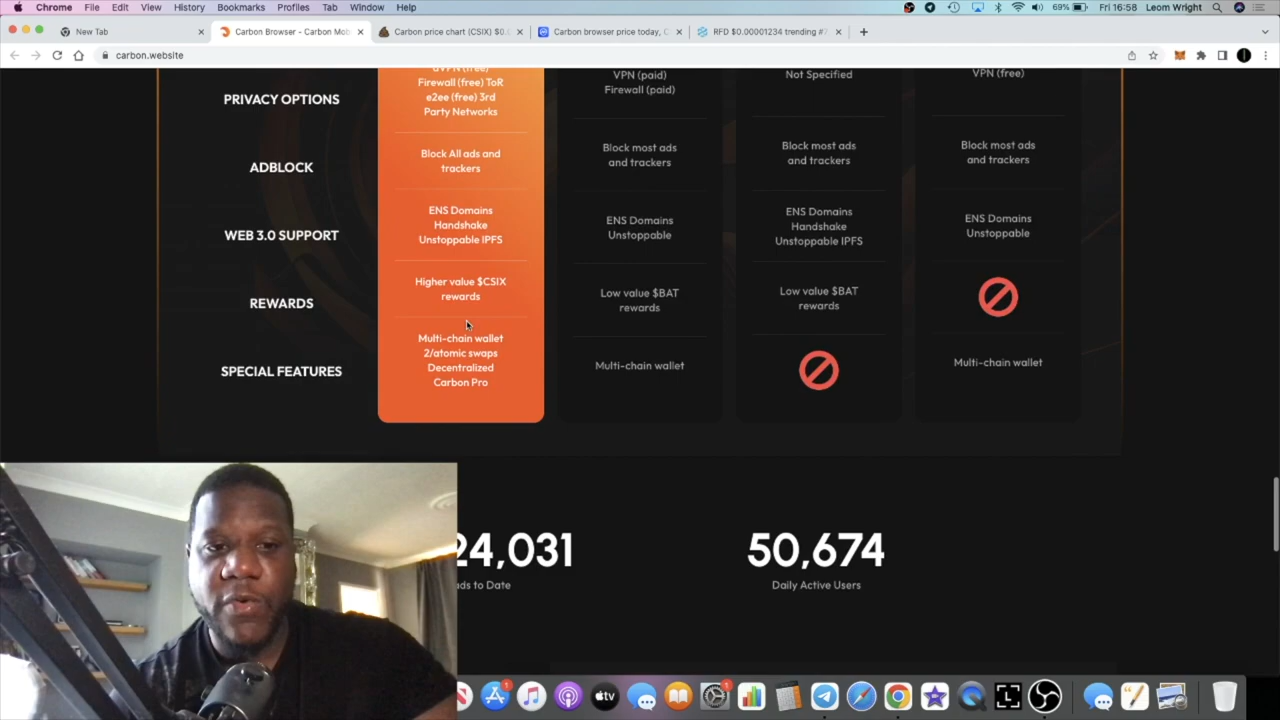 Chrome File Edit View History Bookmarks Profiles Tab Window Help 69% Fri 16:58 Leom Wright
New Tab Carbon Browser - Carbon Mob Carbon price chart (CSIX) $0. Carbon browser price today, C RFD $0.00001234 trending #
carbon.website
PRIVACY OPTIONS
Firewall (free) ToR
e2ee (free) 3rd
Party Networks
VPN (paid)
Firewall (paid)
Not Specified
VPN (free)
ADBLOCK
Block All ads and
trackers
Block most ads
and trackers
Block most ads
and trackers
Block most ads
and trackers
WEB 3.0 SUPPORT
ENS Domains
Handshake
Unstoppable IPFS
ENS Domains
Unstoppable
ENS Domains
Handshake
Unstoppable IPFS
ENS Domains
Unstoppable
REWARDS
Higher value $CSIX
rewards
Low value $BAT
rewards
Low value $BAT
rewards
SPECIAL FEATURES
Multi-chain wallet
2/atomic swaps
Decentralized
Carbon Pro
Multi-chain wallet
Multi-chain wallet
24,031
ads to Date
50,674
Daily Active Users
tv